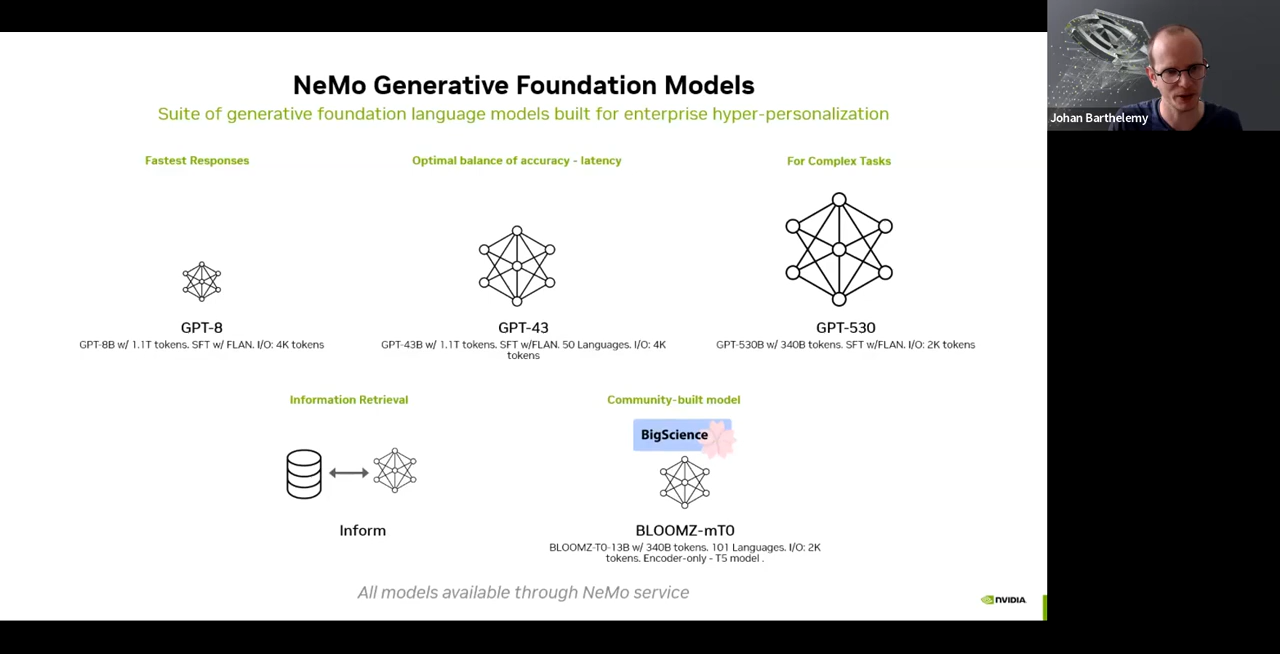 NeMo Generative Foundation Models
Suite of generative foundation language models built for enterprise hyper-personalization
Johan Barthelemy
Fastest Responses
Optimal balance of accuracy - latency
For Complex Tasks
GPT-8
GPT-8B w/ 1.1T tokens. SFT w/ FLAN. I/O: 4K tokens
GPT-43
GPT-43B w/ 1.1T tokens. SFT w/FLAN. 50 Languages. I/O: 4K
tokens
GPT-530
GPT-530B w/ 340B tokens. SFT w/FLAN. I/O: 2K tokens
Information Retrieval
Community-built model
BigScience
Inform
BLOOMZ-mT0
BLOOMZ-T0-13B w/ 340B tokens. 101 Languages. I/O: 2K
tokens. Encoder-only - T5 model .
All models available through NeMo service
NVIDIA